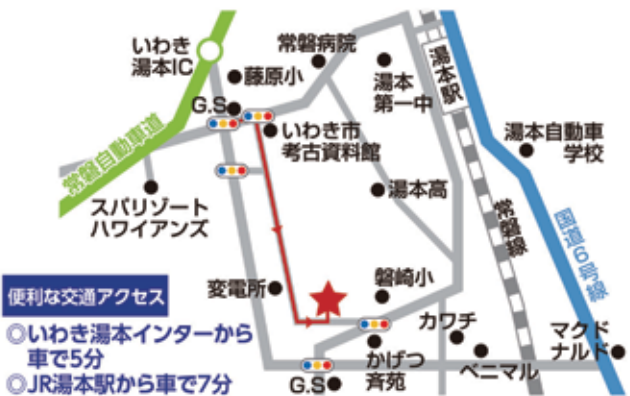 いわき
湯本IC
常磐病院
藤原小
G.S
湯本
第一中
湯本駅
いわき市
考古資料館
湯本自動車
学校
常磐自動車道
スパリゾート
ハワイアンズ
湯本高
常磐線
国道6号線
変電所
磐崎小
便利な交通アクセス
◎いわき湯本インターから
車で5分
◎JR湯本駅から車で7分
カワチ
かげつ
斉苑
ベニマル
マクド
ナルド
G.S